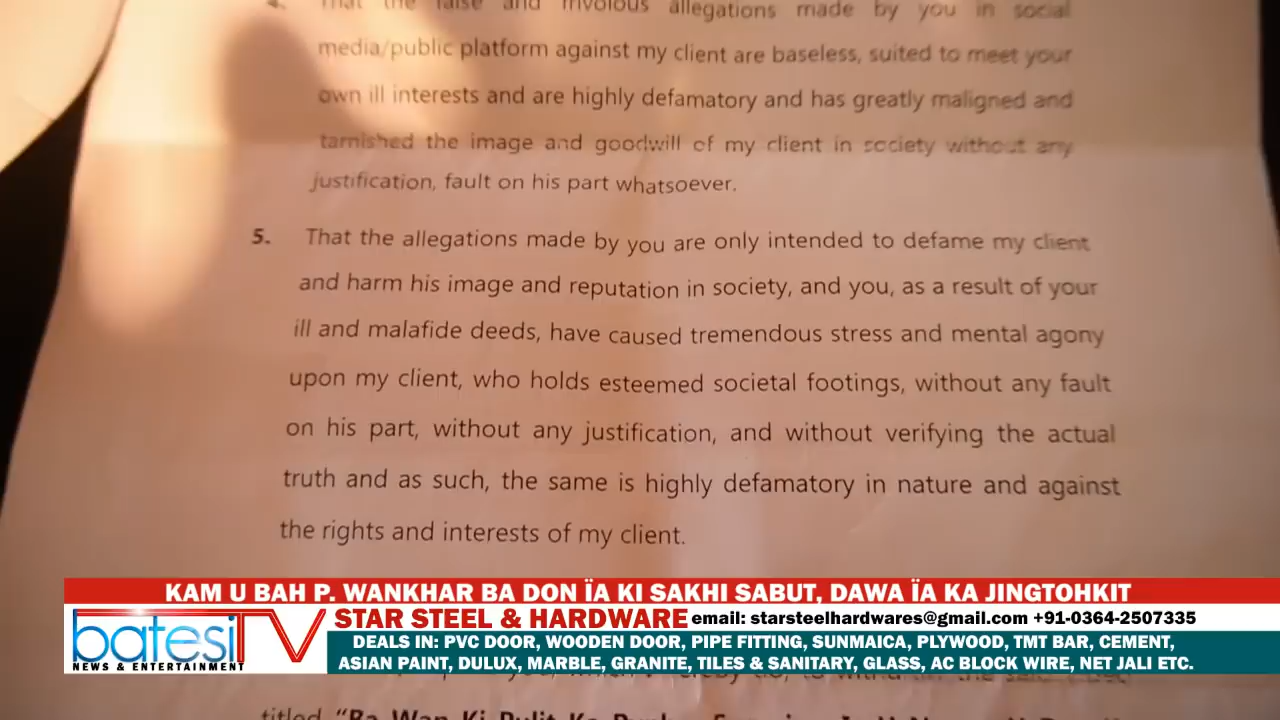 4. That the false and frivolous allegations made by you in social
media/public platform against my client are baseless, suited to meet your
own ill interests and are highly defamatory and has greatly maligned and
tarnished the image and goodwill of my client in society without any
justification, fault on his part whatsoever.
5. That the allegations made by you are only intended to defame my client
and harm his image and reputation in society, and you, as a result of your
ill and malafide deeds, have caused tremendous stress and mental agony
upon my client, who holds esteemed societal footings, without any fault
on his part, without any justification, and without verifying the actual
truth and as such, the same is highly defamatory in nature and against
the rights and interests of my client.
KAM U BAH P. WANKHAR BA DON ÏA KI SAKHI SABUT, DAWA ÏA KA JINGTOHKIT
batesi TV
NEWS & ENTERTAINMENT
STAR STEEL & HARDWARE email: starsteelhardwares@gmail.com +91-0364-2507335
DEALS IN: PVC DOOR, WOODEN DOOR, PIPE FITTING, SUNMAICA, PLYWOOD, TMT BAR, CEMENT,
ASIAN PAINT, DULUX, MARBLE, GRANITE, TILES & SANITARY, GLASS, AC BLOCK WIRE, NET JALI ETC.
titled "Ba Wan Ki Pulit Ka